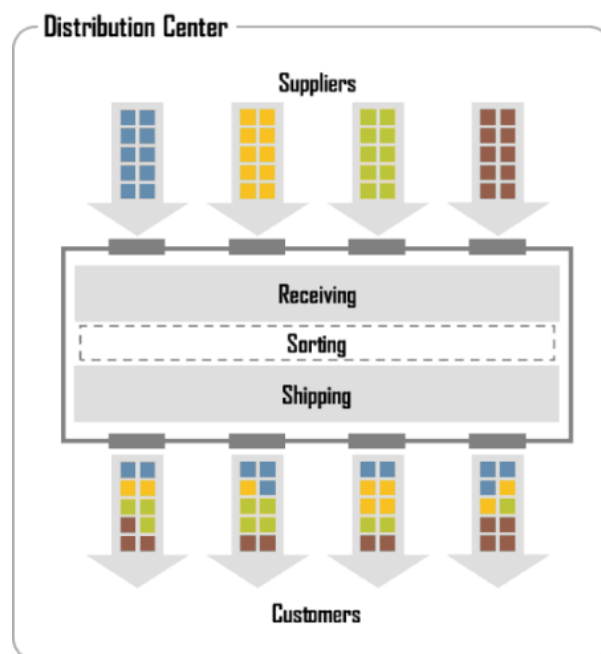 Distribution Center
Suppliers
Receiving
Sorting
Shipping
Customers